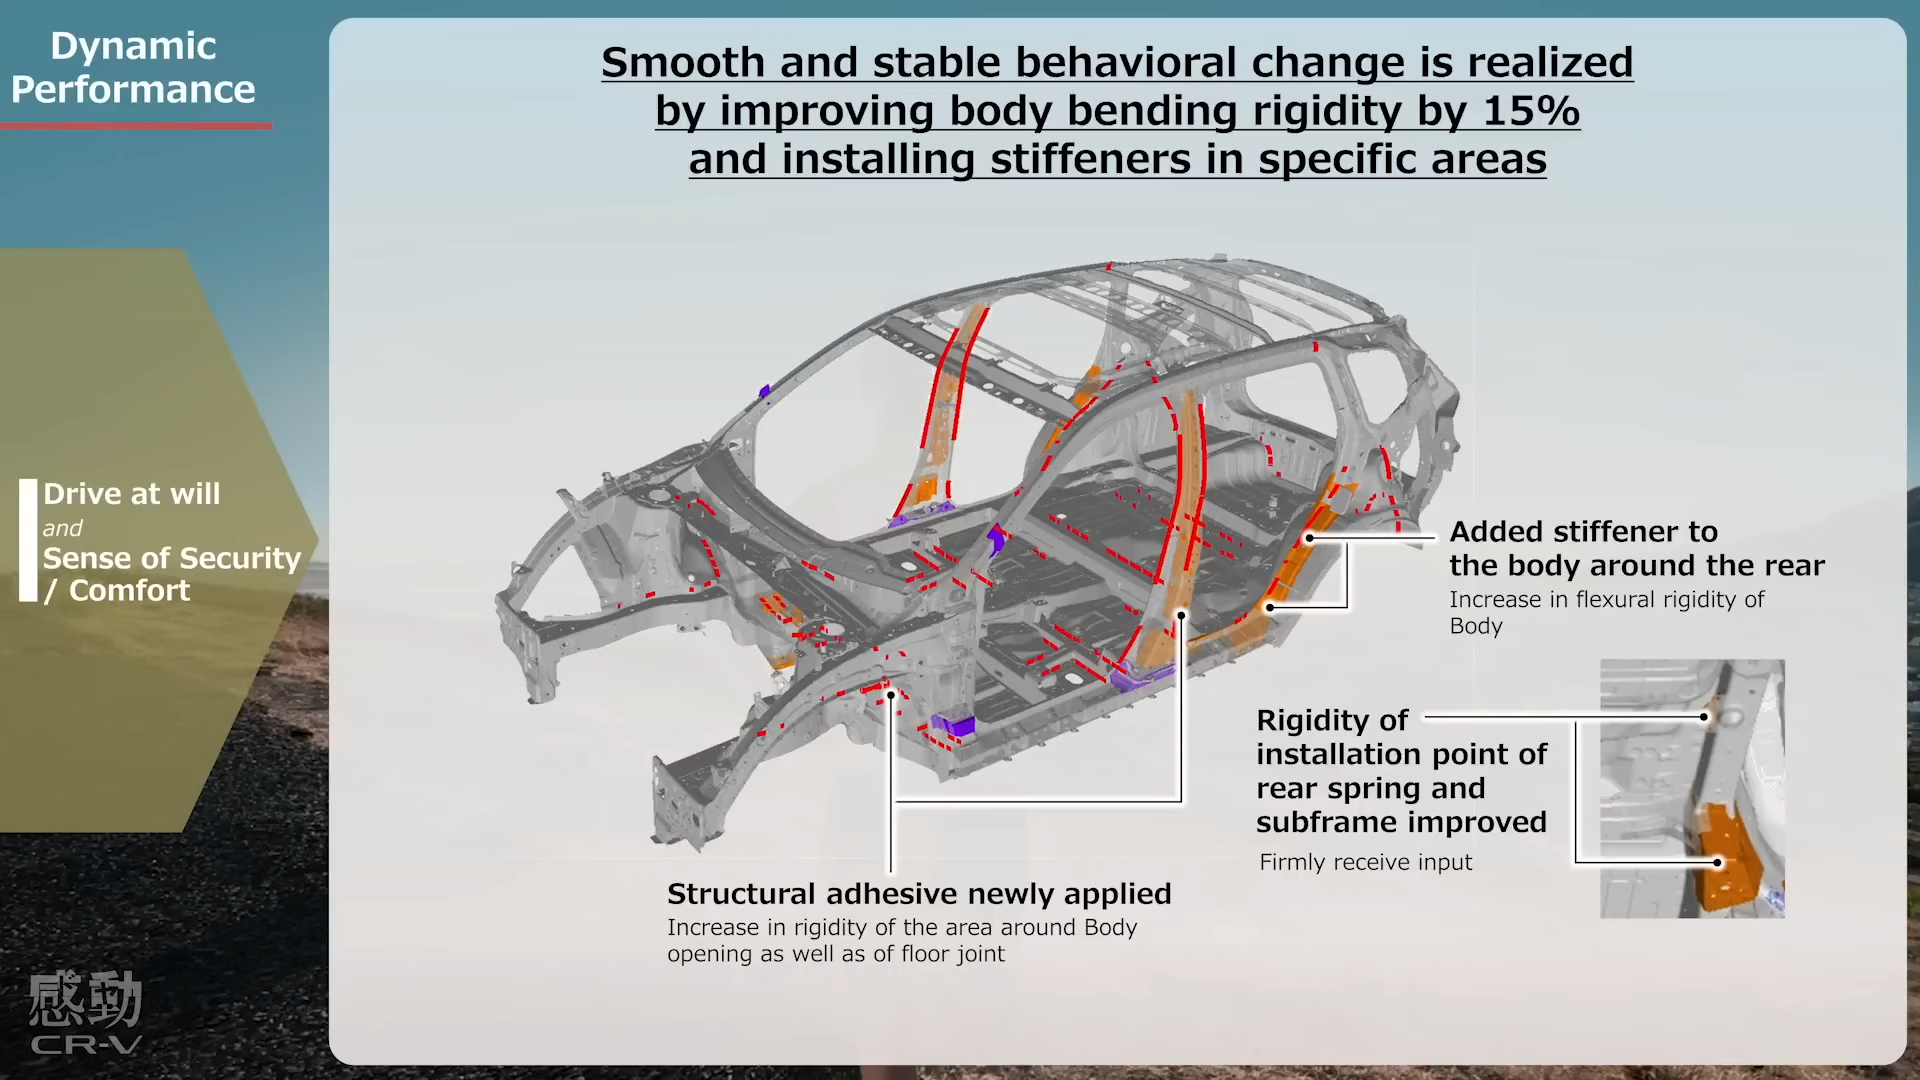 Dynamic
Performance
Smooth and stable behavioral change is realized
by improving body bending rigidity by 15%
and installing stiffeners in specific areas
Drive at will
and
Sense of Security
/ Comfort
Added stiffener to
the body around the rear
Increase in flexural rigidity of
Body
Rigidity of
installation point of
rear spring and
subframe improved
Firmly receive input
Structural adhesive newly applied
Increase in rigidity of the area around Body
opening as well as of floor joint
感動
CR-V